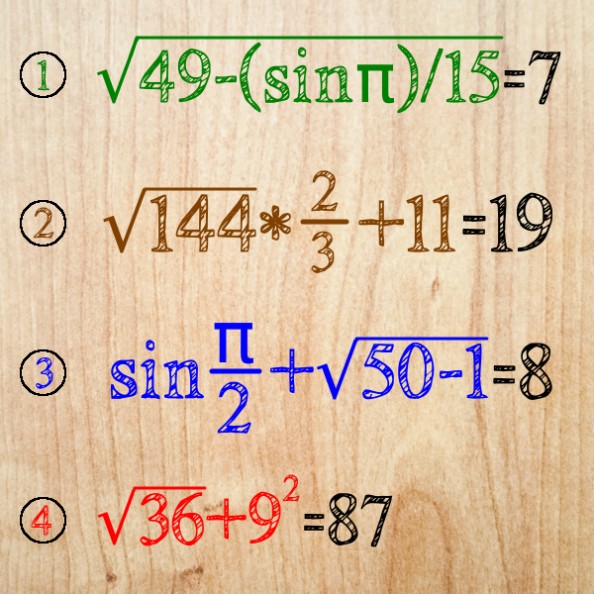 ① √49-(sinπ)/15=7
② √144*2/3+11=19
③ sinπ/2+√50-1=8
④ √36+9²=87